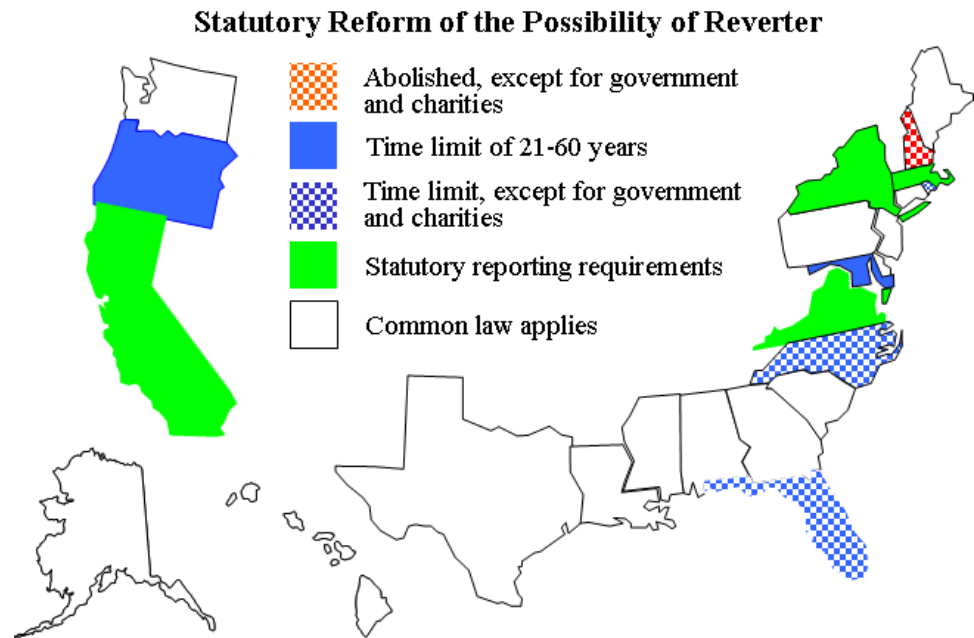 Statutory Reform of the Possibility of Reverter
Abolished, except for government
and charities
Time limit of 21-60 years
Time limit, except for government
and charities
Statutory reporting requirements
Common law applies